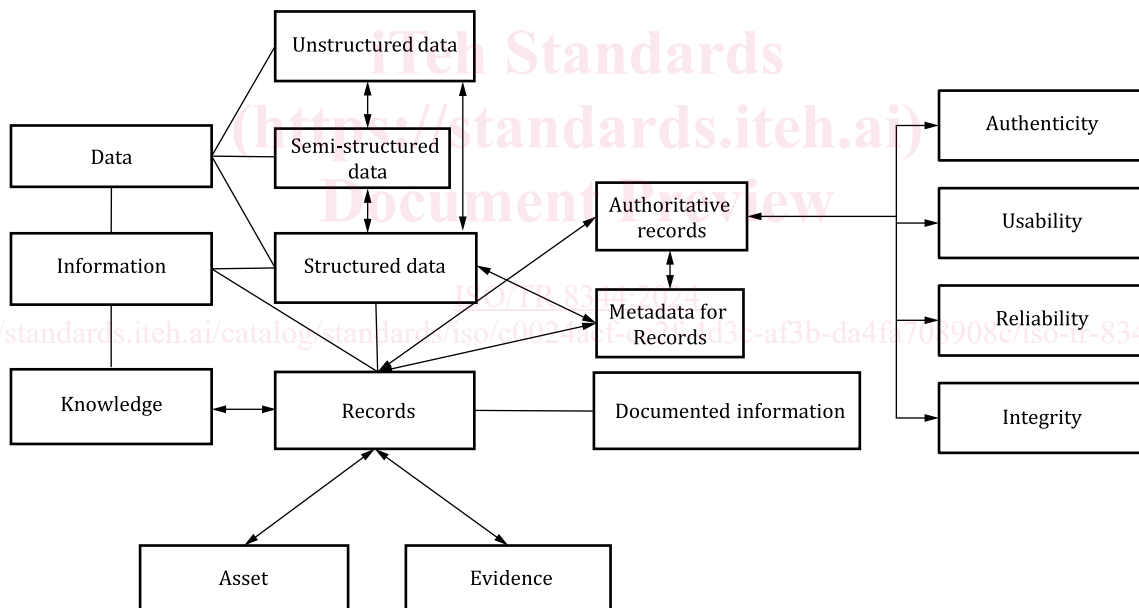 Unstructured data
iTeh Standards
Authenticity
(https://standards.iteh.ai)
Data
Semi-structured
data
Document Preview
Authoritative
records
Usability
Information
Structured data
ISO/TR 8344:2024
Metadata for
Records
Reliability
Knowledge
Records
Documented information
Integrity
Asset
Evidence